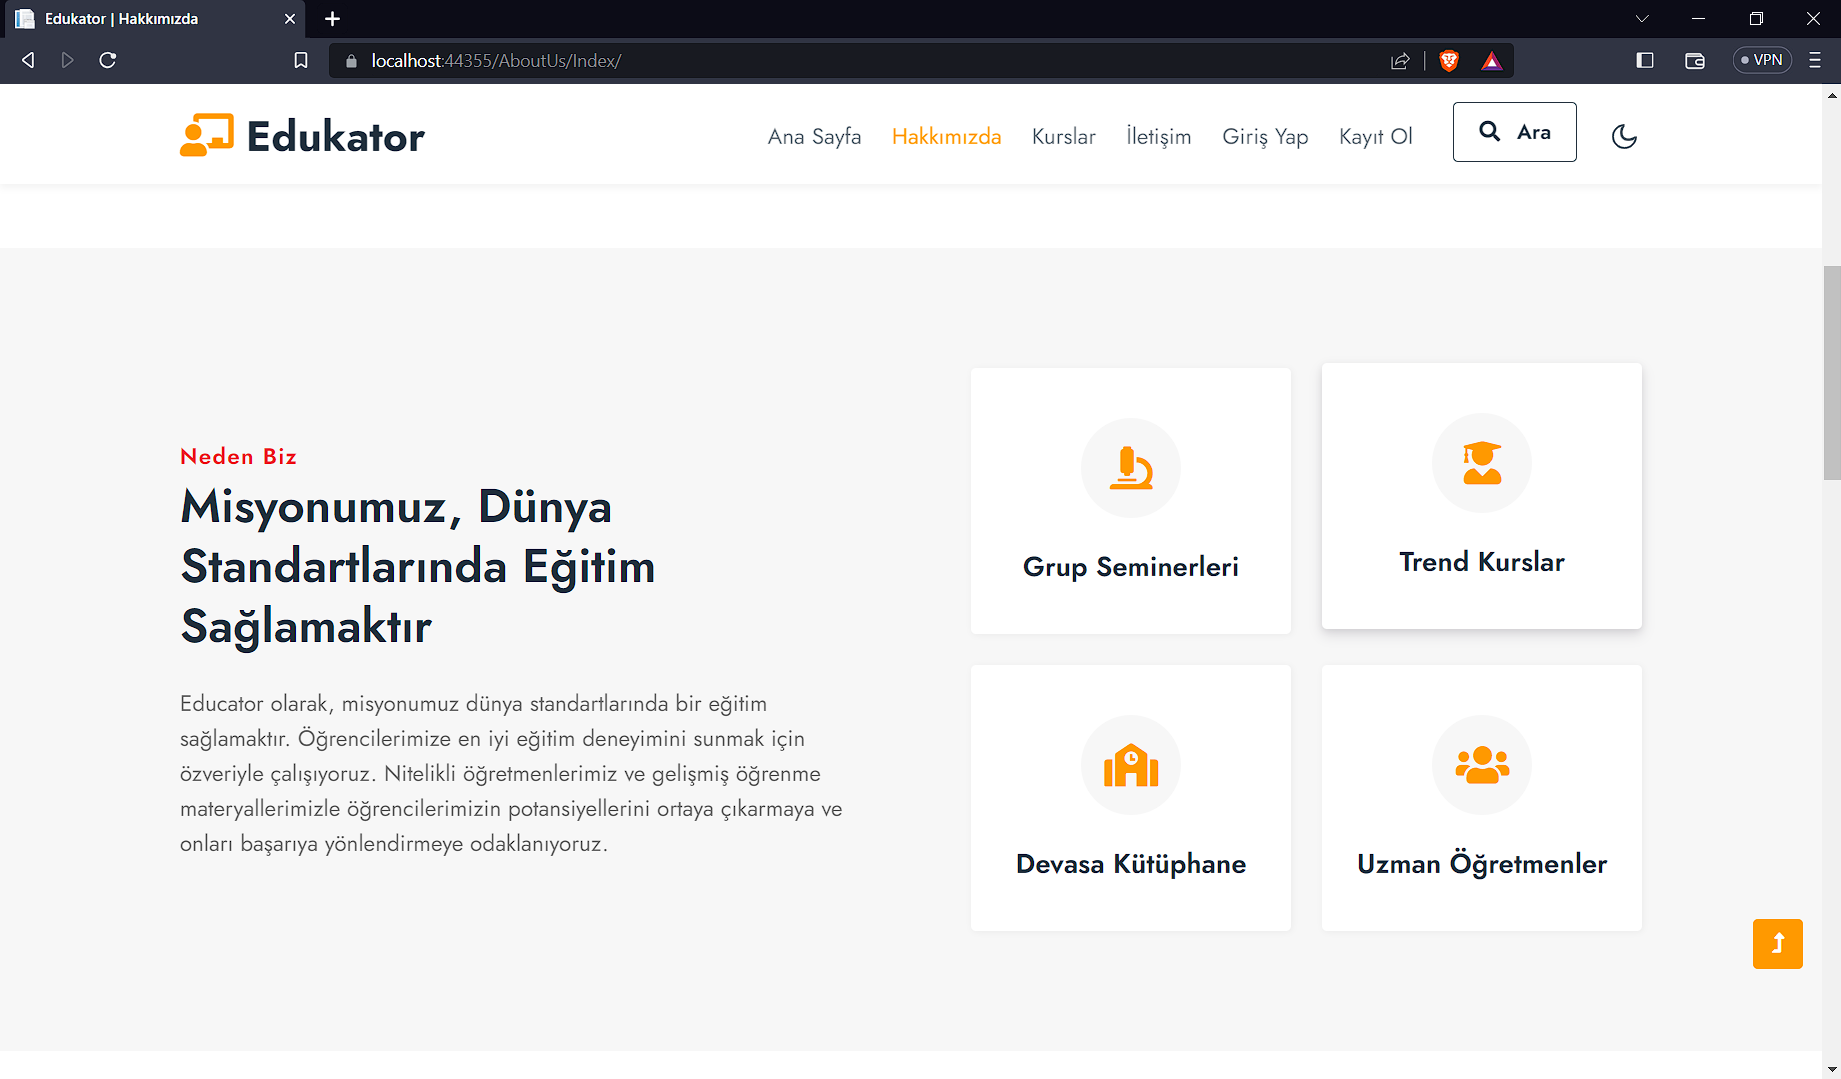 Edukator | Hakkımızda
localhost:44355/AboutUs/Index/
VPN
Edukator
Ana Sayfa
Hakkımızda
Kurslar
İletişim
Giriş Yap
Kayıt Ol
Ara
Neden Biz
Misyonumuz, Dünya
Standartlarında Eğitim
Sağlamaktır
Educator olarak, misyonumuz dünya standartlarında bir eğitim
sağlamaktır. Öğrencilerimize en iyi eğitim deneyimini sunmak için
özveriyle çalışıyoruz. Nitelikli öğretmenlerimiz ve gelişmiş öğrenme
materyallerimizle öğrencilerimizin potansiyellerini ortaya çıkarmaya ve
onları başarıya yönlendirmeye odaklanıyoruz.
Grup Seminerleri
Trend Kurslar
Devasa Kütüphane
Uzman Öğretmenler